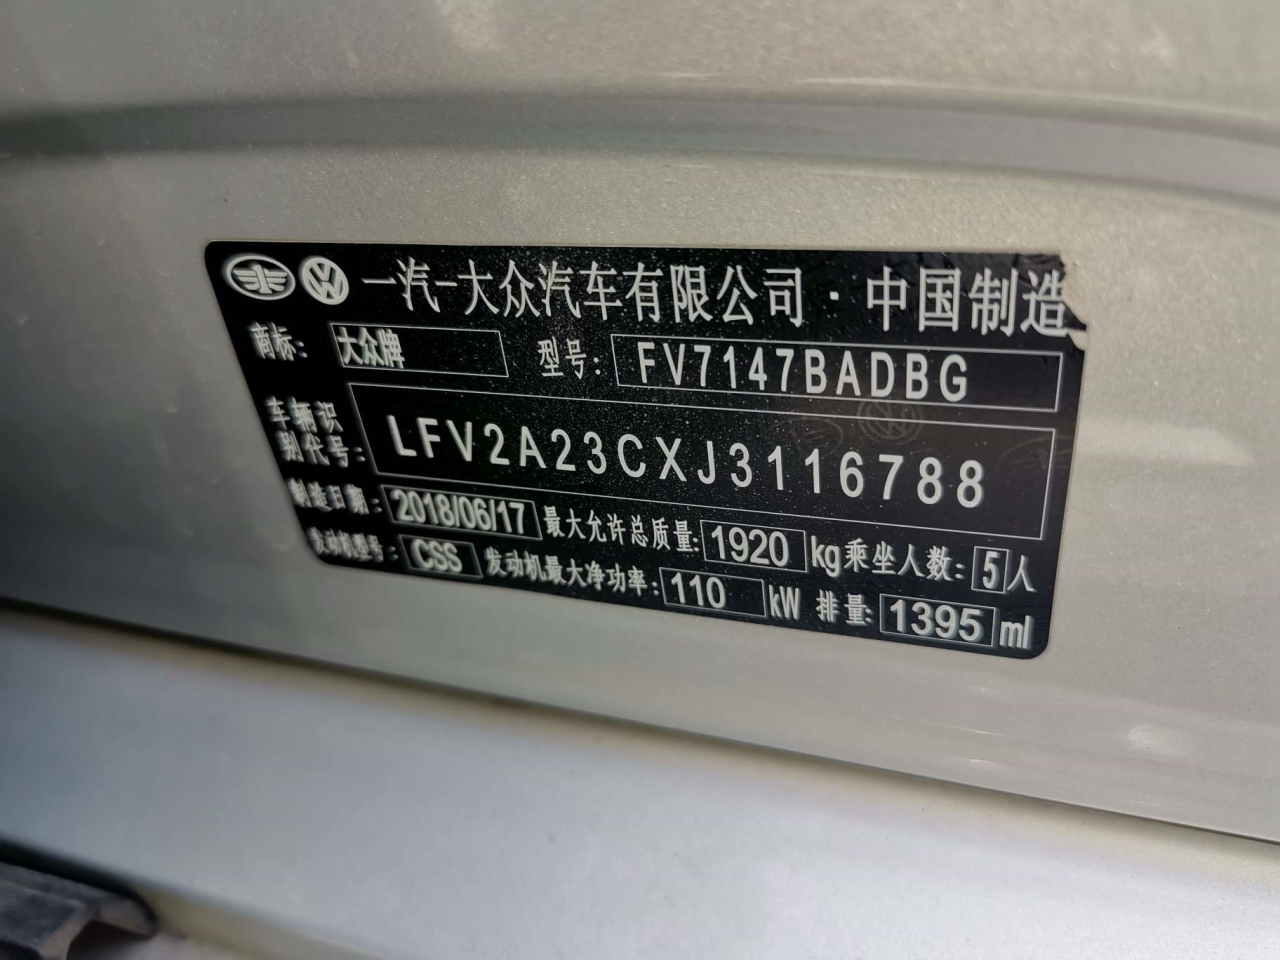 一汽-大众汽车有限公司·中国制造
商标: 大众牌 型号: FV7147BADBG
车辆识别代号: LFV2A23CXJ3116788
制造日期: 2018/06/17 最大允许总质量: 1920 kg 乘坐人数: 5 人
发动机型号: CSS 发动机最大净功率: 110 kW 排量: 1395 ml